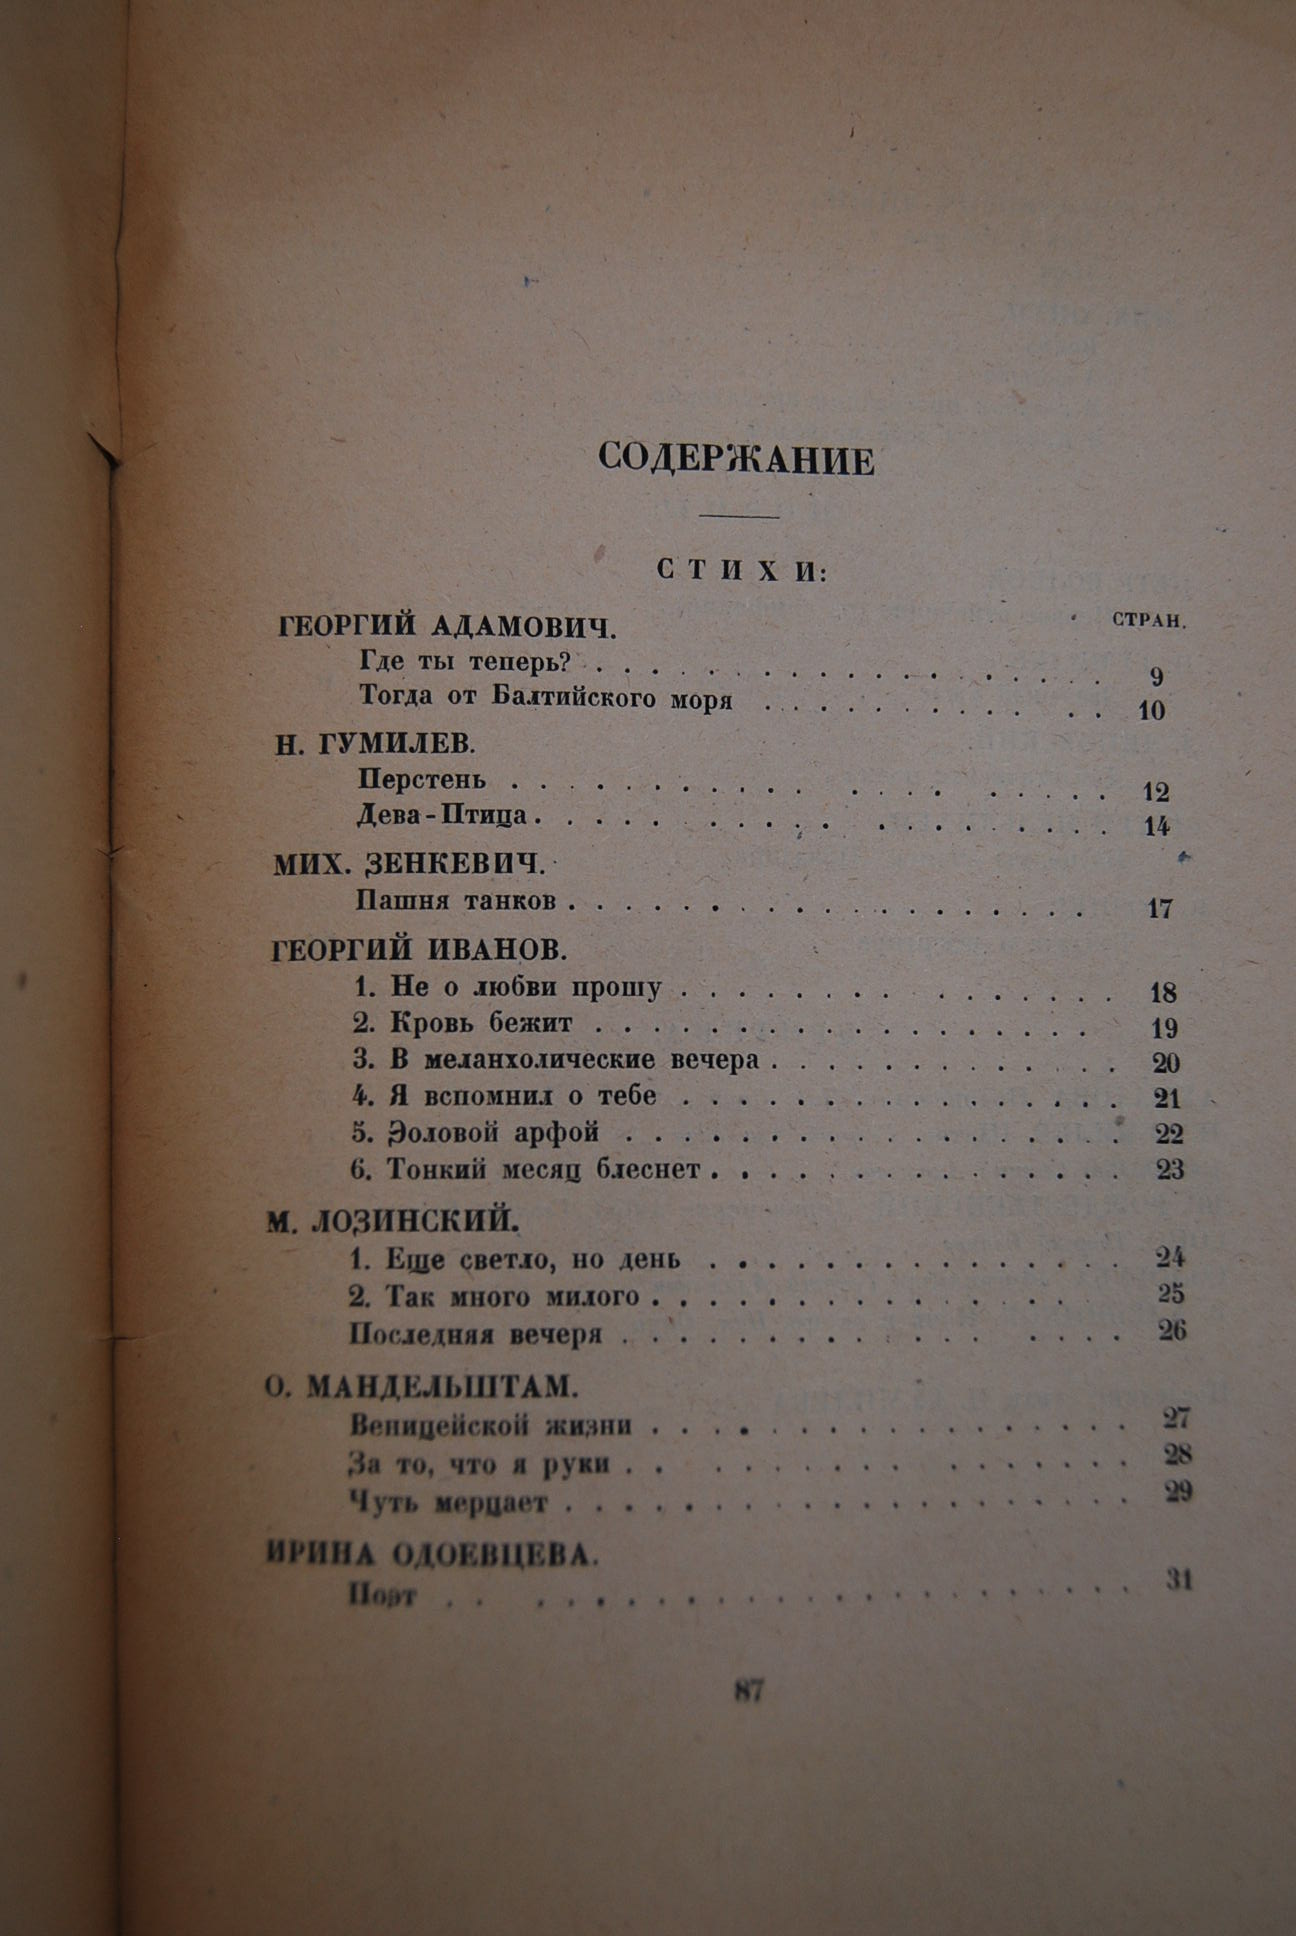 СОДЕРЖАНИЕ
СТИХИ:
ГЕОРГИЙ АДАМОВИЧ. СТРАН.
Где ты теперь? . . . . . . . . . . . . . . . . . . 9
Тогда от Балтийского моря . . . . . . . . . . . . 10
Н. ГУМИЛЕВ.
Перстень . . . . . . . . . . . . . . . . . . . . 12
Дева-Птица . . . . . . . . . . . . . . . . . . . . 14
МИХ. ЗЕНКЕВИЧ.
Пашня танков . . . . . . . . . . . . . . . . . . . 17
ГЕОРГИЙ ИВАНОВ.
1. Не о любви прошу . . . . . . . . . . . . . . . 18
2. Кровь бежит . . . . . . . . . . . . . . . . . . 19
3. В меланхолические вечера . . . . . . . . . . . . . 20
4. Я вспомнил о тебе . . . . . . . . . . . . . . . . 21
5. Эоловой арфой . . . . . . . . . . . . . . . . . . 22
6. Тонкий месяц блеснет . . . . . . . . . . . . . . . 23
М. ЛОЗИНСКИЙ.
1. Еще светло, но день . . . . . . . . . . . . . . . 24
2. Так много милого . . . . . . . . . . . . . . . . 25
Последняя вечеря . . . . . . . . . . . . . . . . . 26
О. МАНДЕЛЬШТАМ.
Веницейской жизни . . . . . . . . . . . . . . . . . 27
За то, что я руки . . . . . . . . . . . . . . . . 28
Чуть мерцает . . . . . . . . . . . . . . . . . . . . 29
ИРИНА ОДОЕВЦЕВА.
Поэт . . . . . . . . . . . . . . . . . . . . . . . 31
87